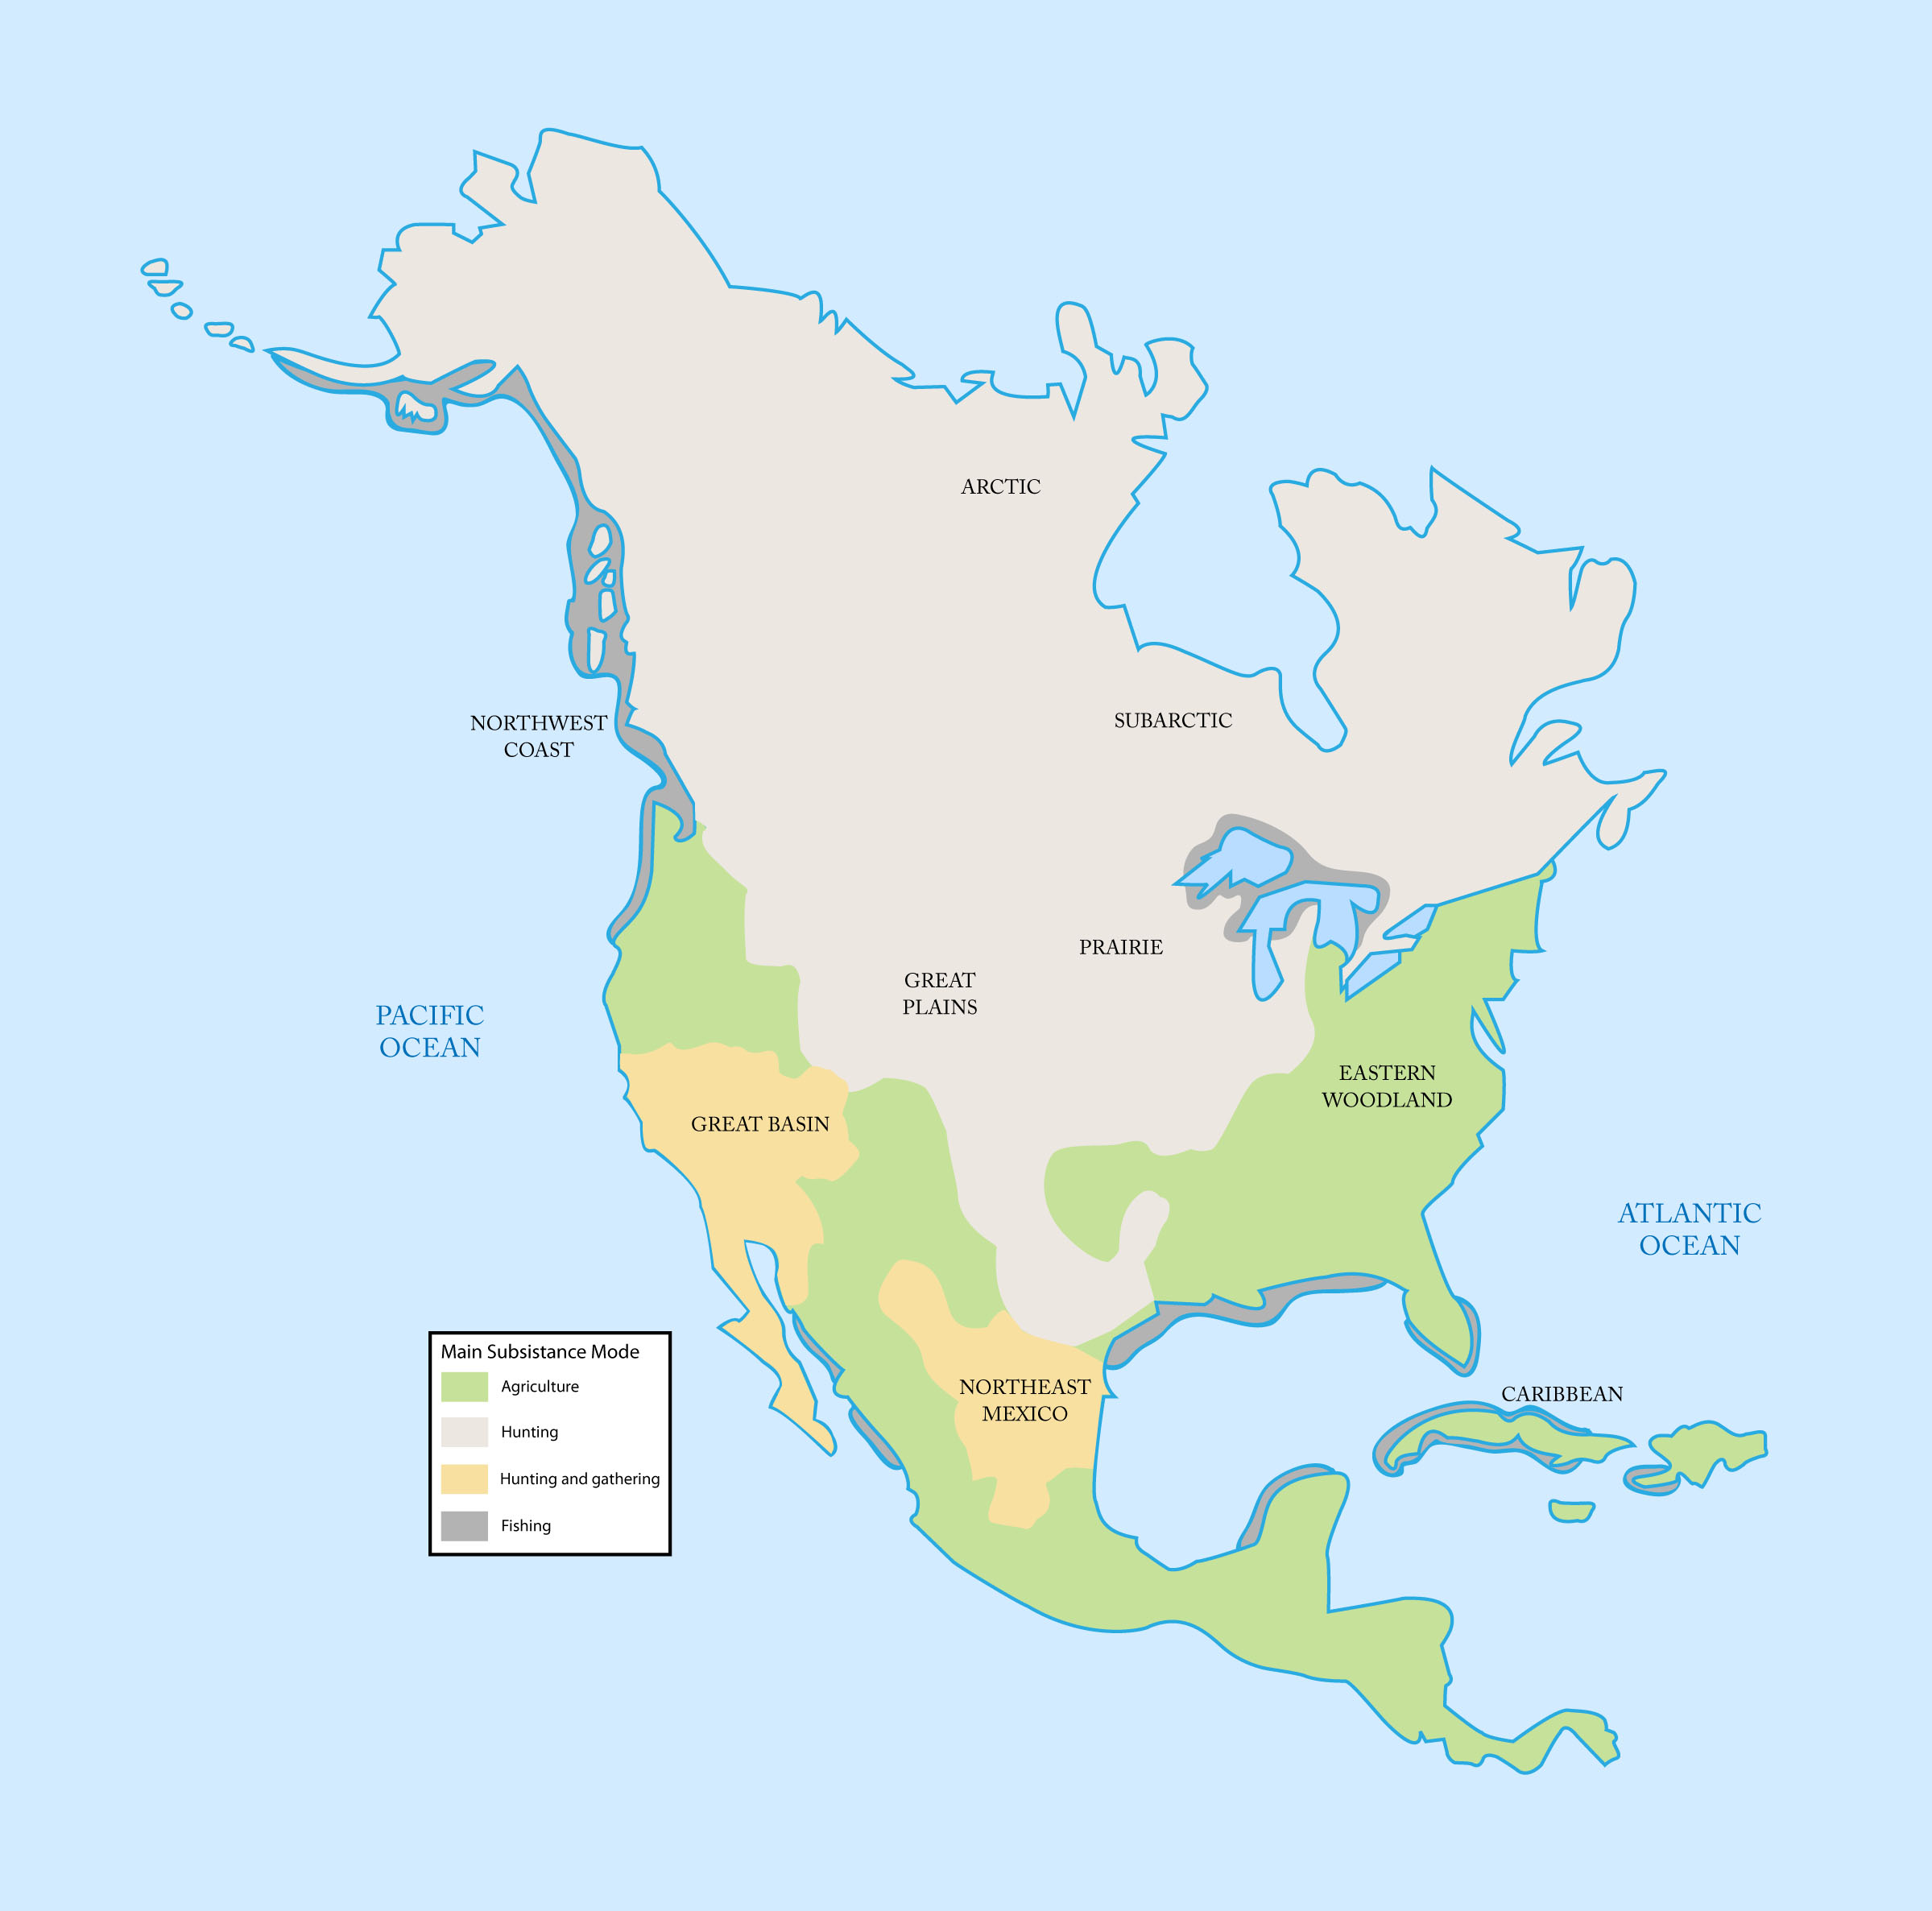 ARCTIC
SUBARCTIC
NORTHWEST
COAST
PRAIRIE
GREAT
PLAINS
PACIFIC
OCEAN
EASTERN
WOODLAND
GREAT BASIN
ATLANTIC
OCEAN
NORTHEAST
MEXICO
CARIBBEAN
Main Subsistance Mode
Agriculture
Hunting
Hunting and gathering
Fishing